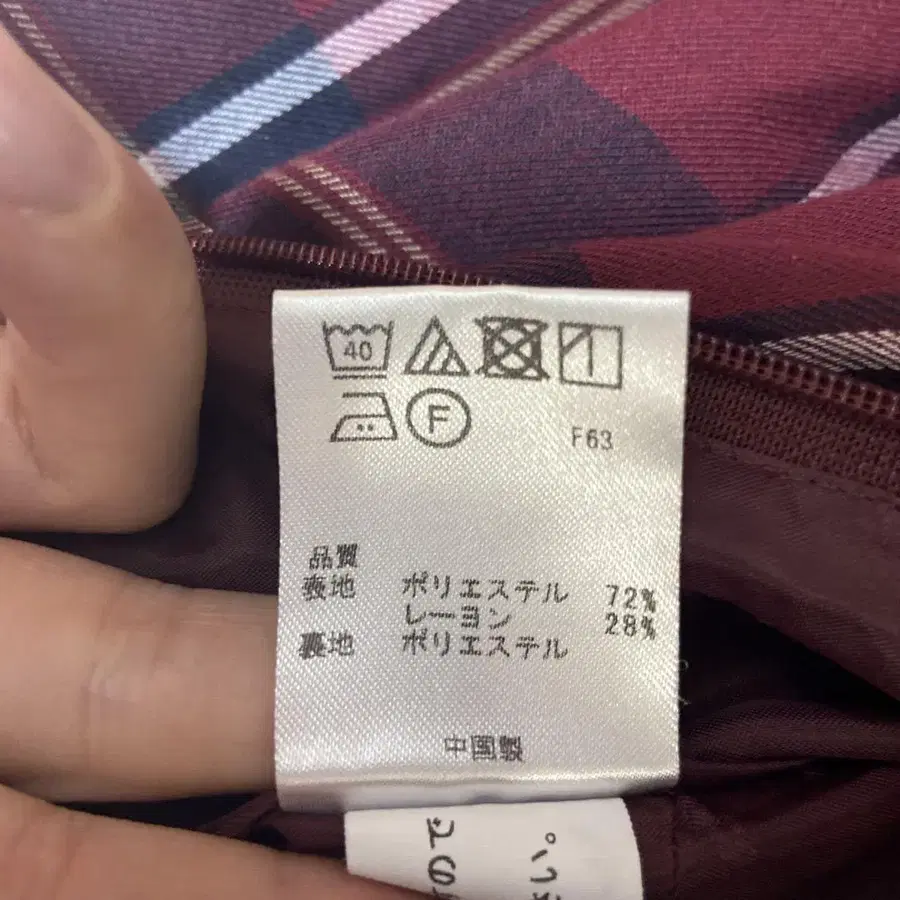 40
F
F63
品質
表地 ポリエステル 72%
レーヨン 28%
裏地 ポリエステル
中国製